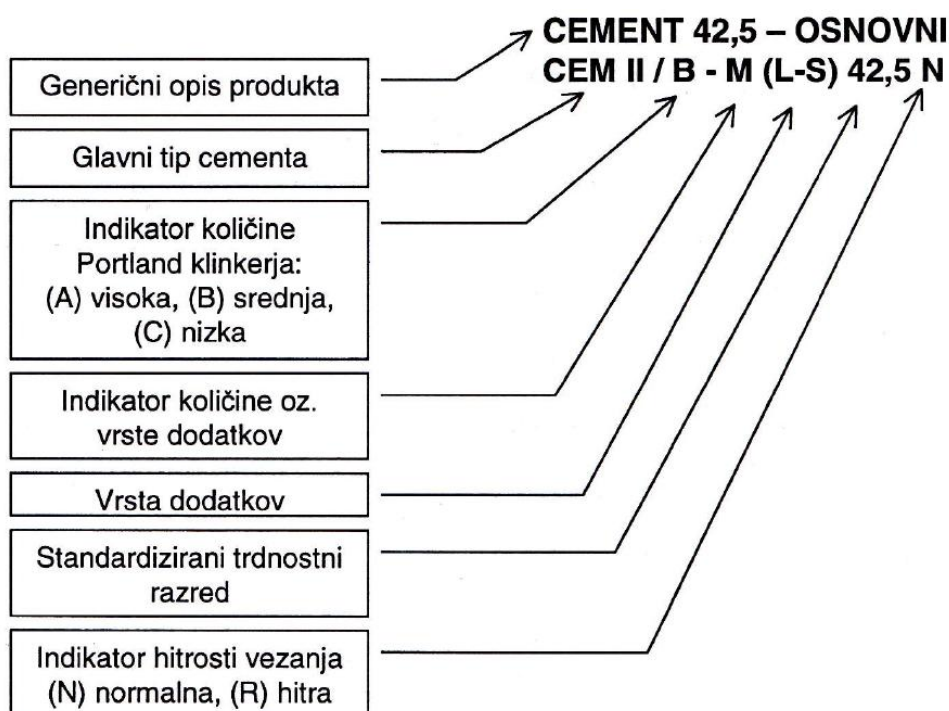 CEMENT 42,5 – OSNOVNI
CEM II / B - M (L-S) 42,5 N
Generični opis produkta
Glavni tip cementa
Indikator količine
Portland klinkerja:
(A) visoka, (B) srednja,
(C) nizka
Indikator količine oz.
vrste dodatkov
Vrsta dodatkov
Standardizirani trdnostni
razred
Indikator hitrosti vezanja
(N) normalna, (R) hitra